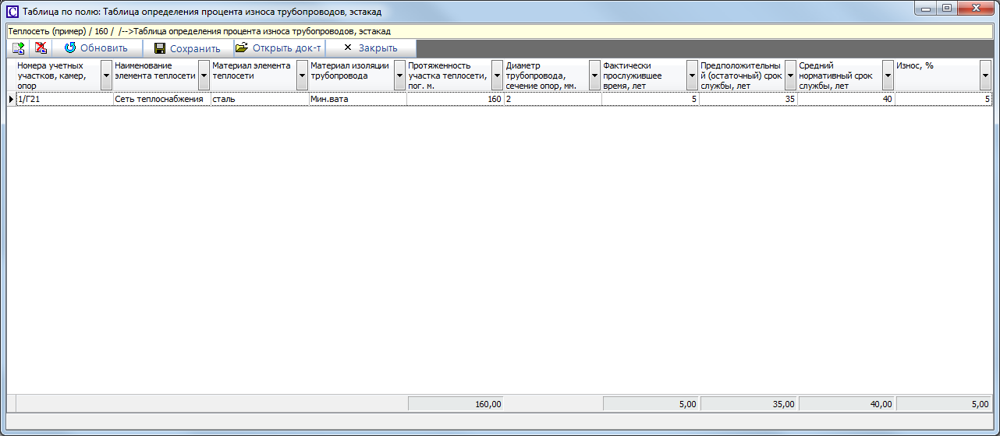 C Таблица по полю: Таблица определения процента износа трубопроводов, эстакад
Теплосеть (пример) / 160 / /-->Таблица определения процента износа трубопроводов, эстакад
Обновить Сохранить Открыть док-т Закрыть
Номера учетных участков, камер, опор
Наименование элемента теплосети
Материал элемента теплосети
Материал изоляции трубопровода
Протяженность участка теплосети, пог. м.
Диаметр трубопровода, сечение опор, мм.
Фактически прослужившее время, лет
Предположительны й (остаточный) срок службы, лет
Средний нормативный срок службы, лет
Износ, %
1/Г21 Сеть теплоснабжения сталь Мин.вата 160 2 5 35 40 5
160,00 5,00 35,00 40,00 5,00